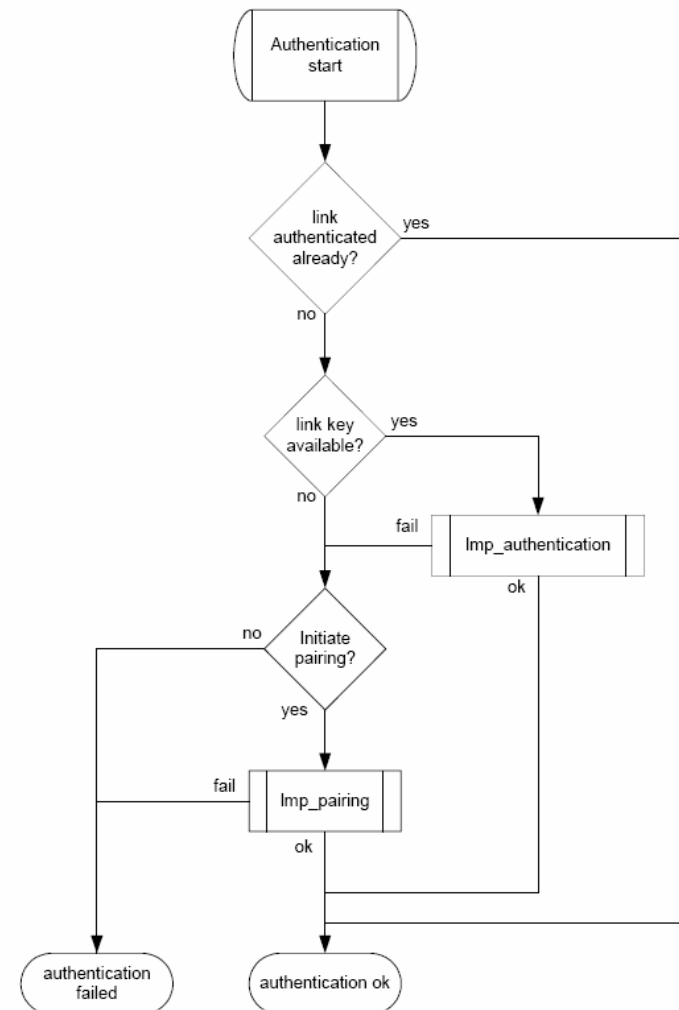 Authentication
start
link
authenticated
already?
yes
no
link key
available?
yes
no
fail
lmp_authentication
ok
no
Initiate
pairing?
yes
fail
lmp_pairing
ok
authentication
failed
authentication ok